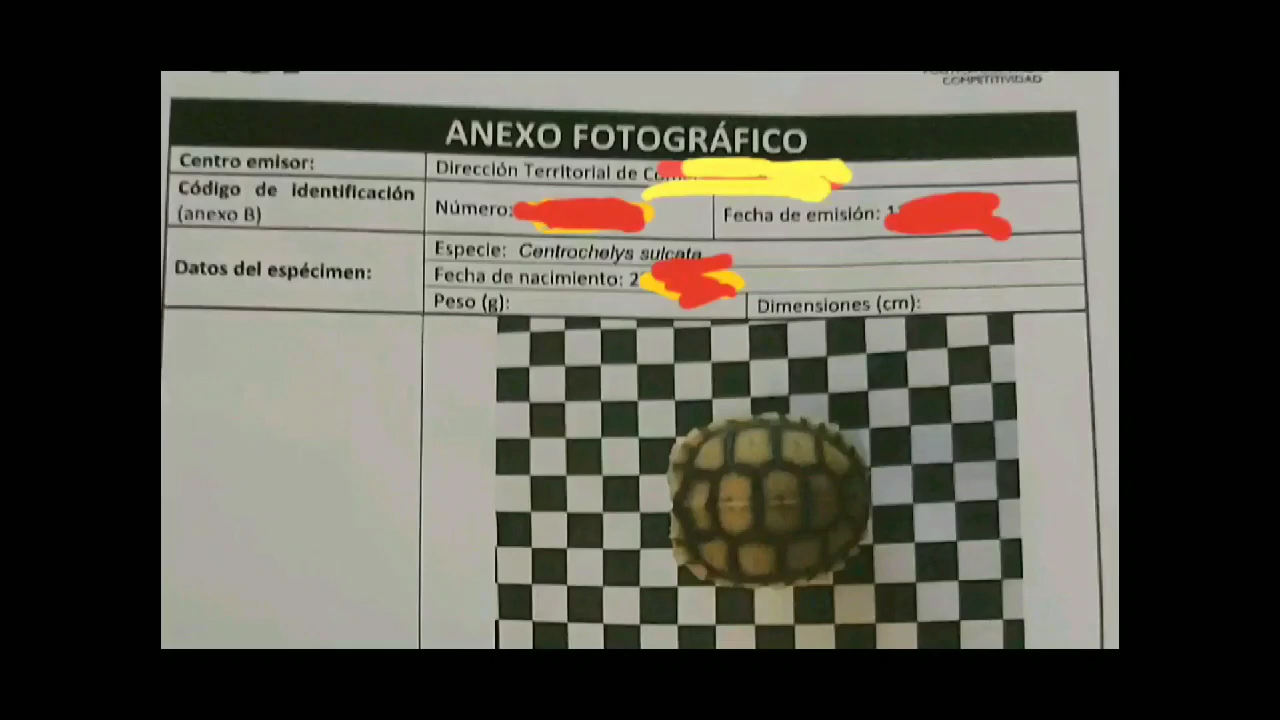 COMPETITIVIDAD
ANEXO FOTOGRÁFICO
Centro emisor:
Dirección Territorial de
Código de identificación
(anexo B)
Número:
Fecha de emisión:
Datos del espécimen:
Especie: Centrochelys sulcata
Fecha de nacimiento: 2
Peso (g):
Dimensiones (cm):